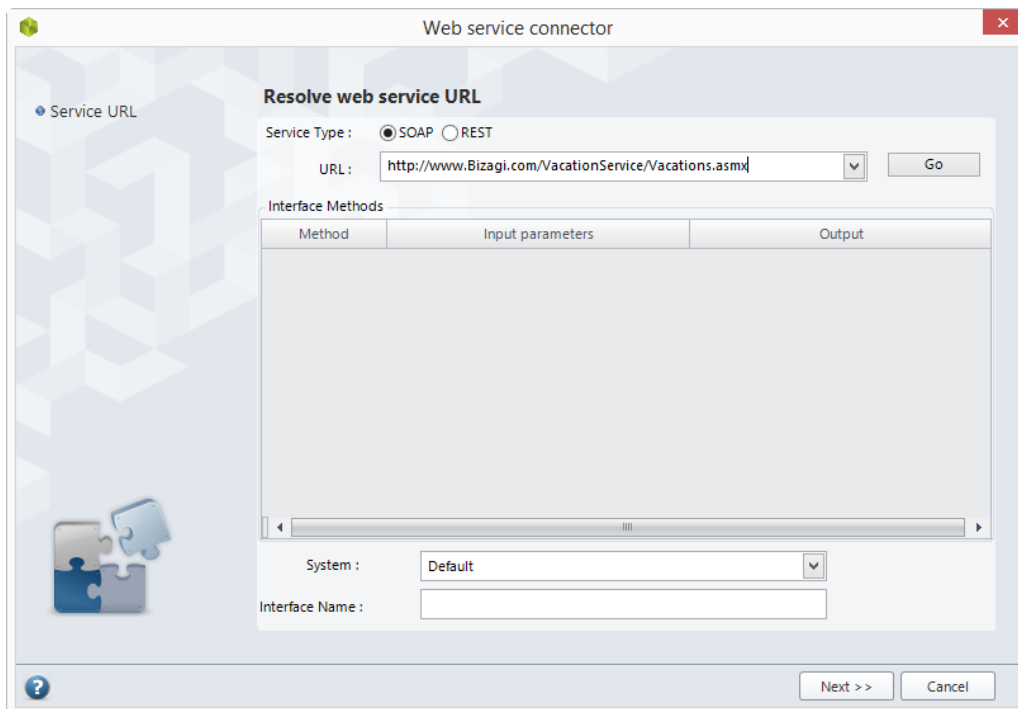 Web service connector
Service URL
Resolve web service URL
Service Type : SOAP REST
URL : http://www.Bizagi.com/VacationService/Vacations.asmx Go
Interface Methods
Method Input parameters Output
System : Default
Interface Name :
? Next >> Cancel